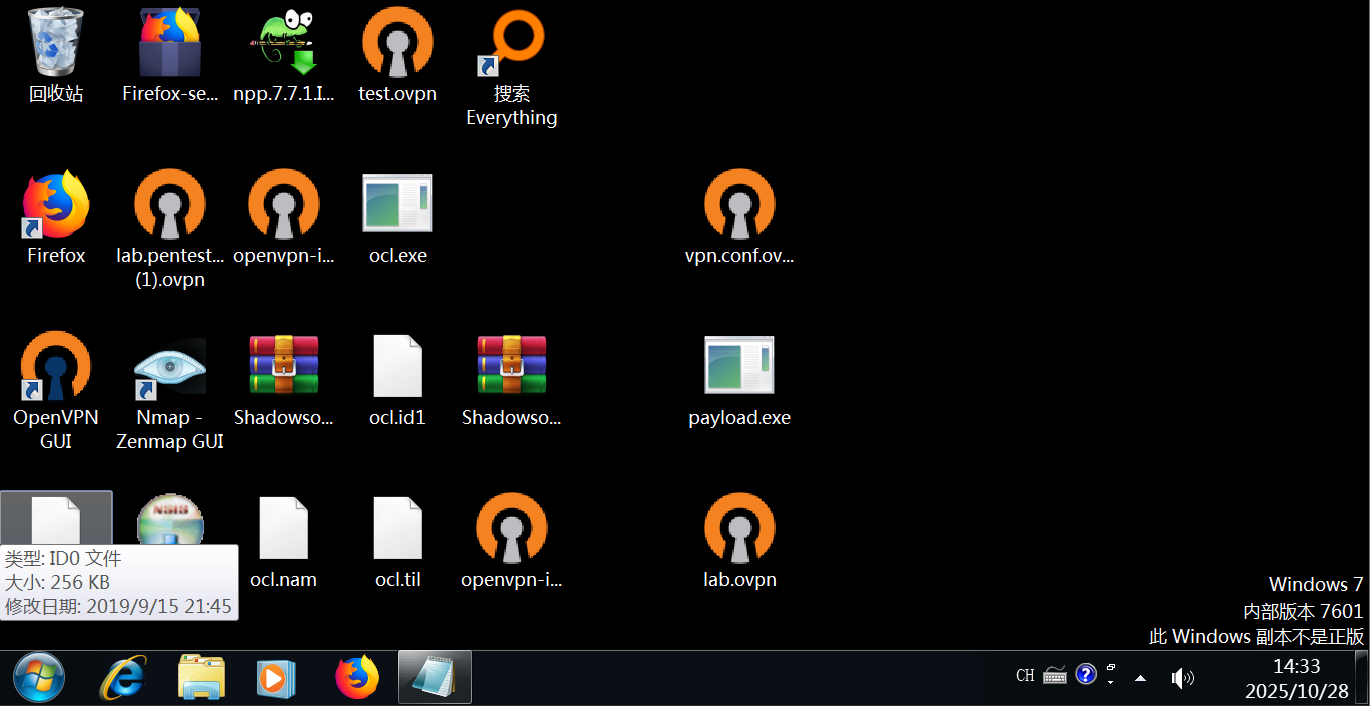 回收站
Firefox-se...
npp.7.7.1.I...
test.ovpn
搜索
Everything
Firefox
lab.pentest...
(1).ovpn
openvpn-i...
ocl.exe
vpn.conf.ov...
OpenVPN
GUI
Nmap -
Zenmap GUI
Shadowso...
ocl.id1
Shadowso...
payload.exe
NSIS
类型: ID0 文件
大小: 256 KB
修改日期: 2019/9/15 21:45
ocl.nam
ocl.til
openvpn-i...
lab.ovpn
Windows 7
内部版本 7601
此 Windows 副本不是正版
CH
14:33
2025/10/28